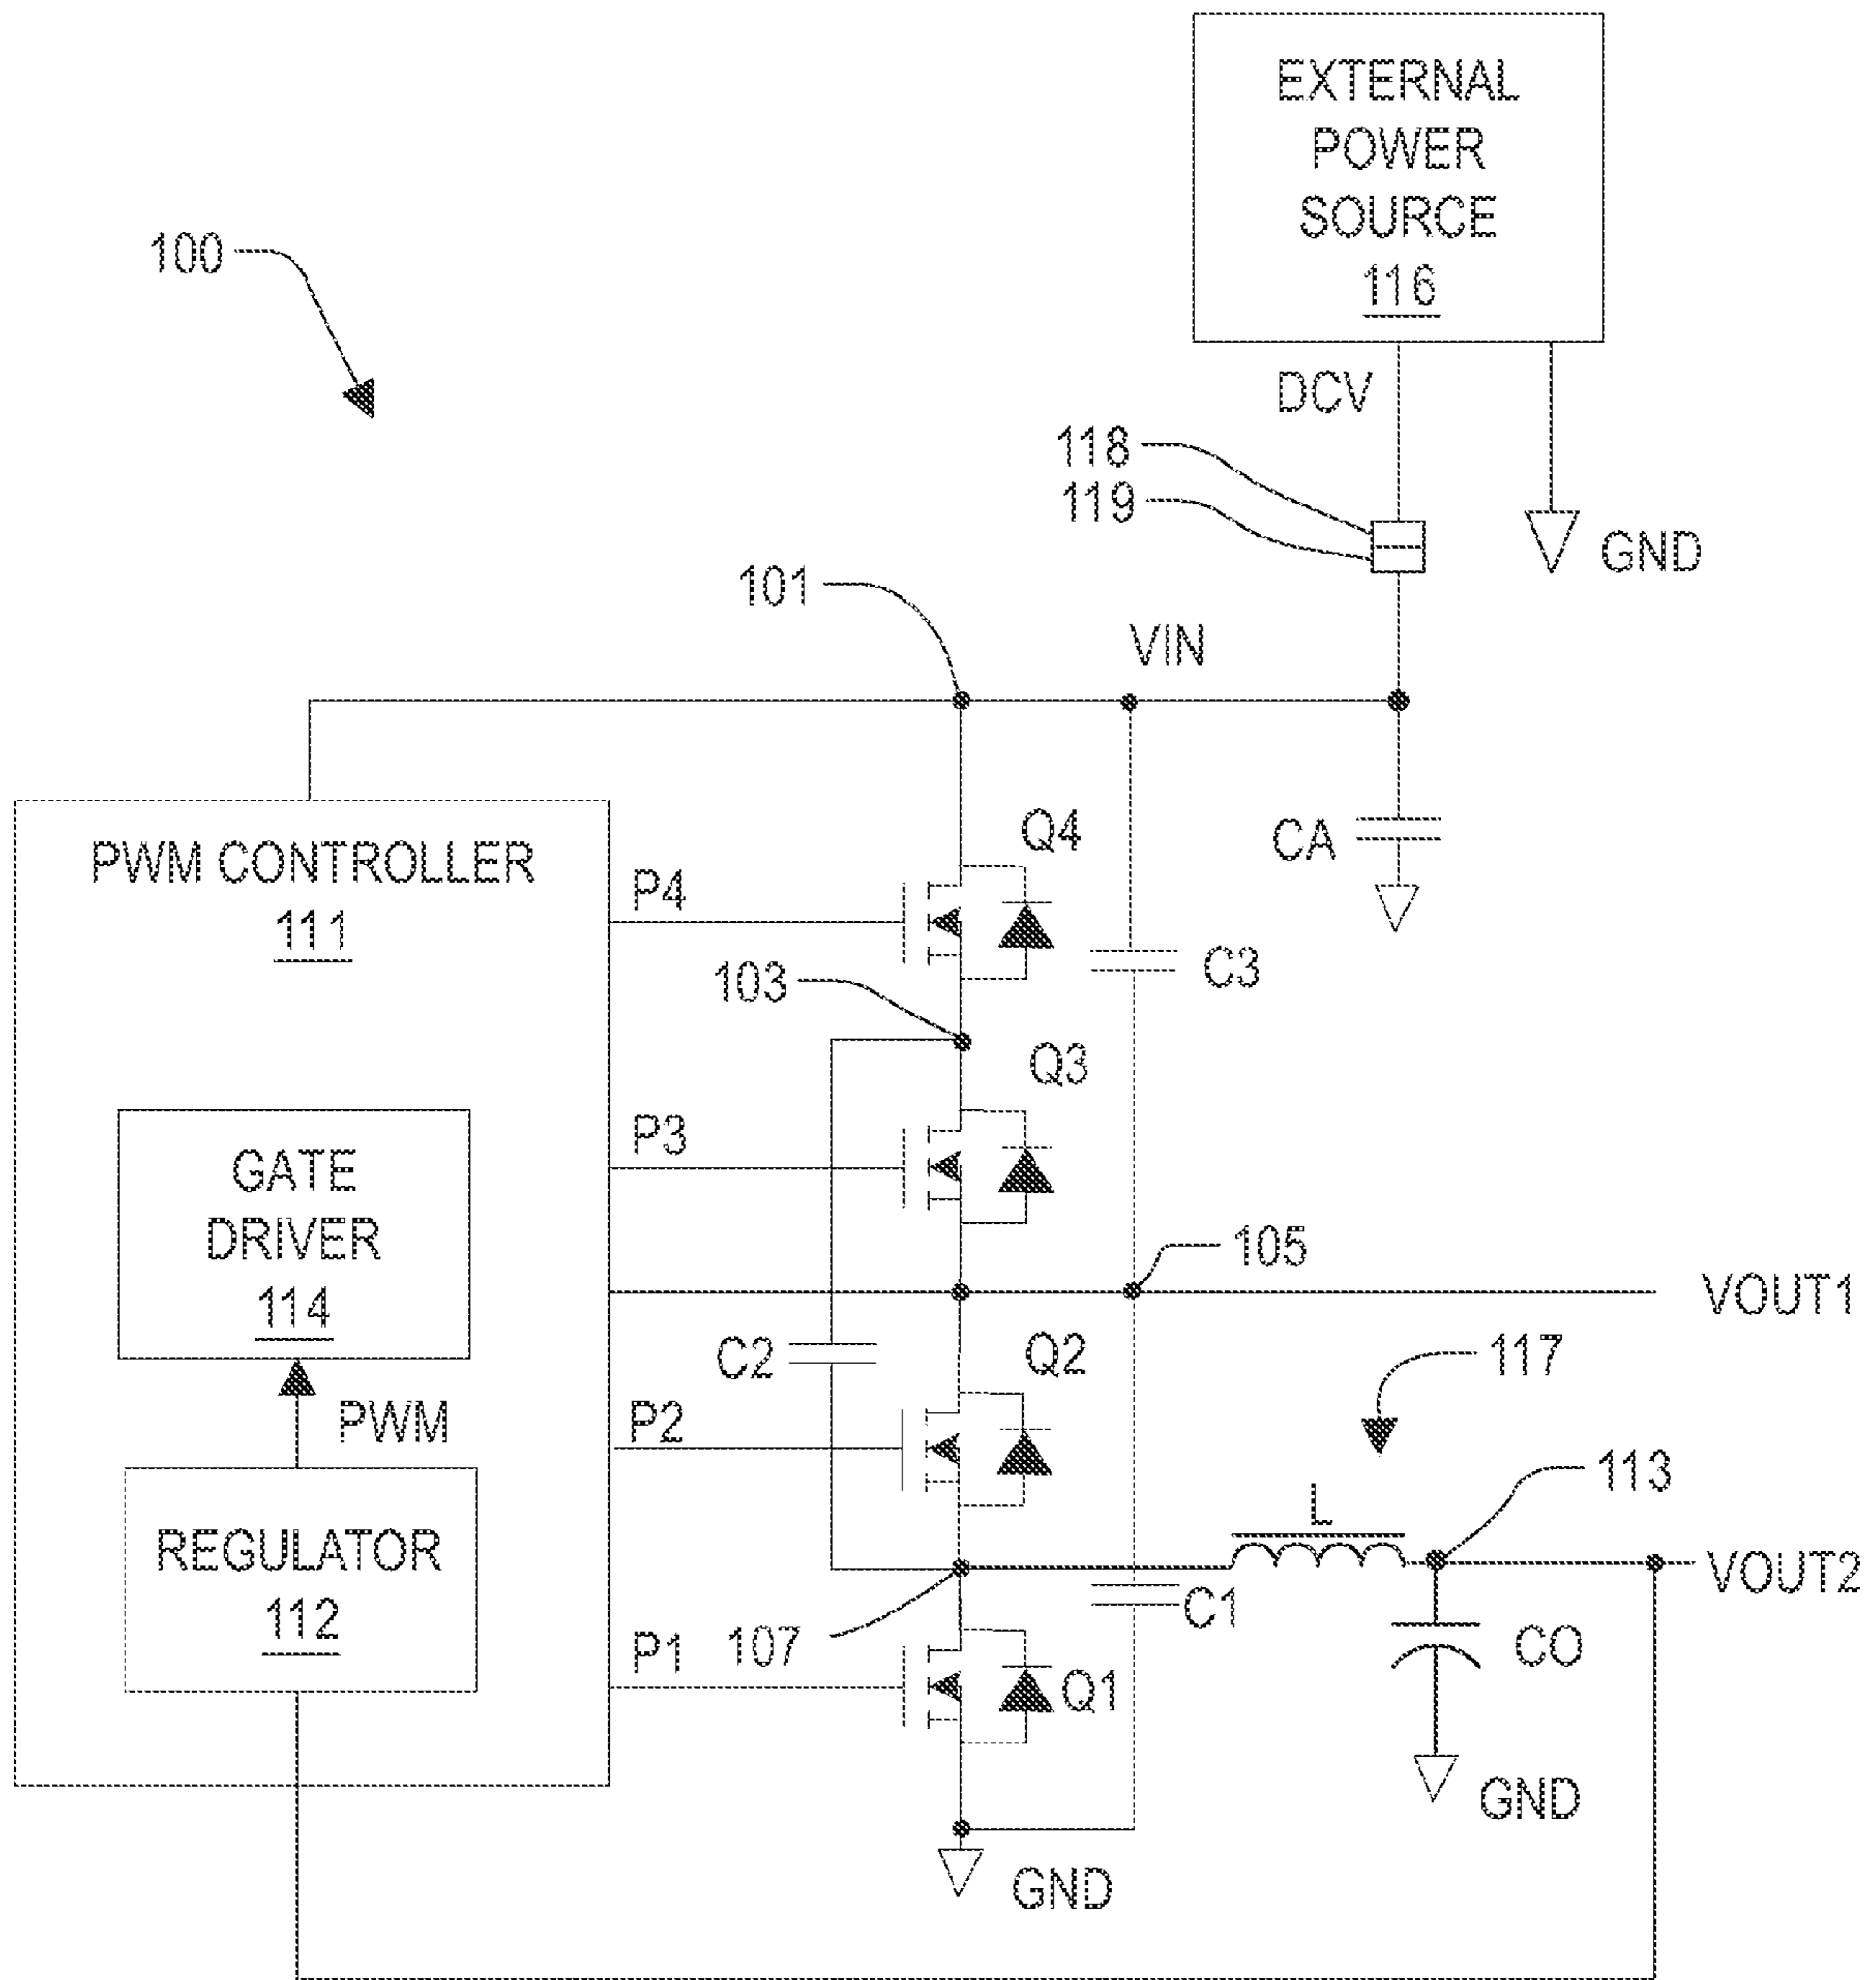 EXTERNAL
POWER
SOURCE
116
100
DCV
118
119
GND
101
VIN
PWM CONTROLLER
111
Q4
CA
P4
C3
103
Q3
P3
GATE
DRIVER
114
105
VOUT1
C2
Q2
117
PWM
P2
113
L
REGULATOR
112
VOUT2
C1
P1
107
Q1
CO
GND
GND